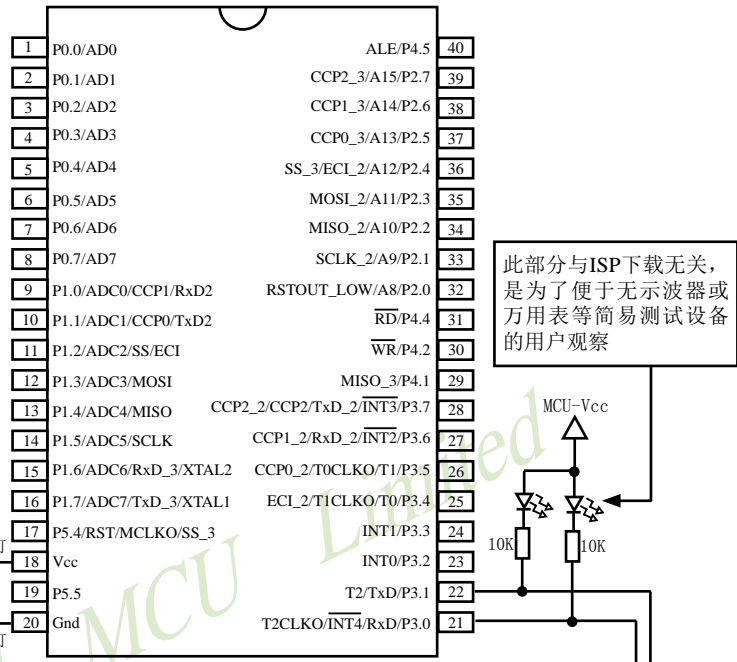 1 P0.0/AD0 ALE/P4.5 40
2 P0.1/AD1 CCP2_3/A15/P2.7 39
3 P0.2/AD2 CCP1_3/A14/P2.6 38
4 P0.3/AD3 CCP0_3/A13/P2.5 37
5 P0.4/AD4 SS_3/ECI_2/A12/P2.4 36
6 P0.5/AD5 MOSI_2/A11/P2.3 35
7 P0.6/AD6 MISO_2/A10/P2.2 34
8 P0.7/AD7 SCLK_2/A9/P2.1 33
9 P1.0/ADC0/CCP1/RxD2 RSTOUT_LOW/A8/P2.0 32
10 P1.1/ADC1/CCP0/TxD2 RD/P4.4 31
11 P1.2/ADC2/SS/ECI WR/P4.2 30
12 P1.3/ADC3/MOSI MISO_3/P4.1 29
13 P1.4/ADC4/MISO CCP2_2/CCP2/TxD_2/INT3/P3.7 28
14 P1.5/ADC5/SCLK CCP1_2/RxD_2/INT2/P3.6 27
15 P1.6/ADC6/RxD_3/XTAL2 CCP0_2/T0CLKO/T1/P3.5 26
16 P1.7/ADC7/TxD_3/XTAL1 ECI_2/T1CLKO/T0/P3.4 25
17 P5.4/RST/MCLKO/SS_3 INT1/P3.3 24
18 Vcc INT0/P3.2 23
19 P5.5 T2/TxD/P3.1 22
20 Gnd T2CLKO/INT4/RxD/P3.0 21
此部分与ISP下载无关，
是为了便于无示波器或
万用表等简易测试设备
的用户观察
MCU-Vcc
10K 10K
MCU Limited